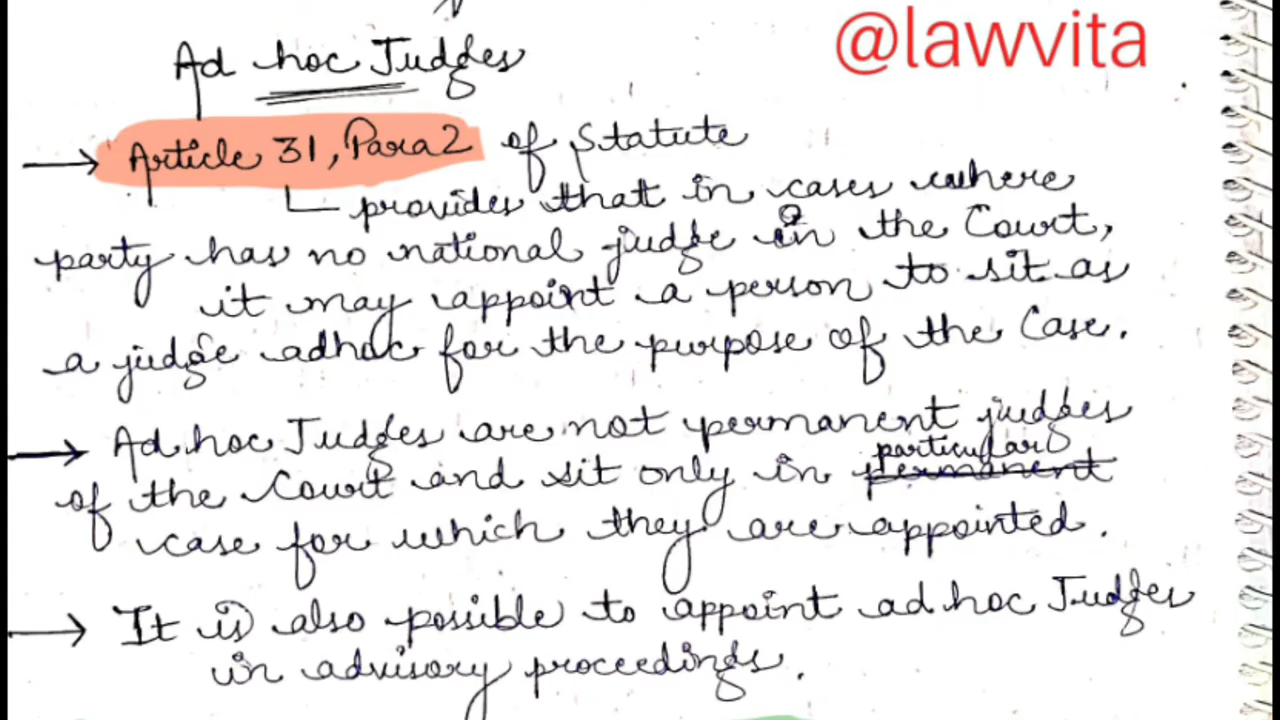 @lawvita
Ad hoc Judges
→ Article 31, Para 2 of Statute
provides that in cases where
party has no national judge in the Court,
it may appoint a person to sit as
a judge adhoc for the purpose of the Case.
→ Ad hoc Judges are not permanent judges
particular
of the Court and sit only in permanent
case for which they are appointed.
→ It is also possible to appoint ad hoc Judges
in advisory proceedings.